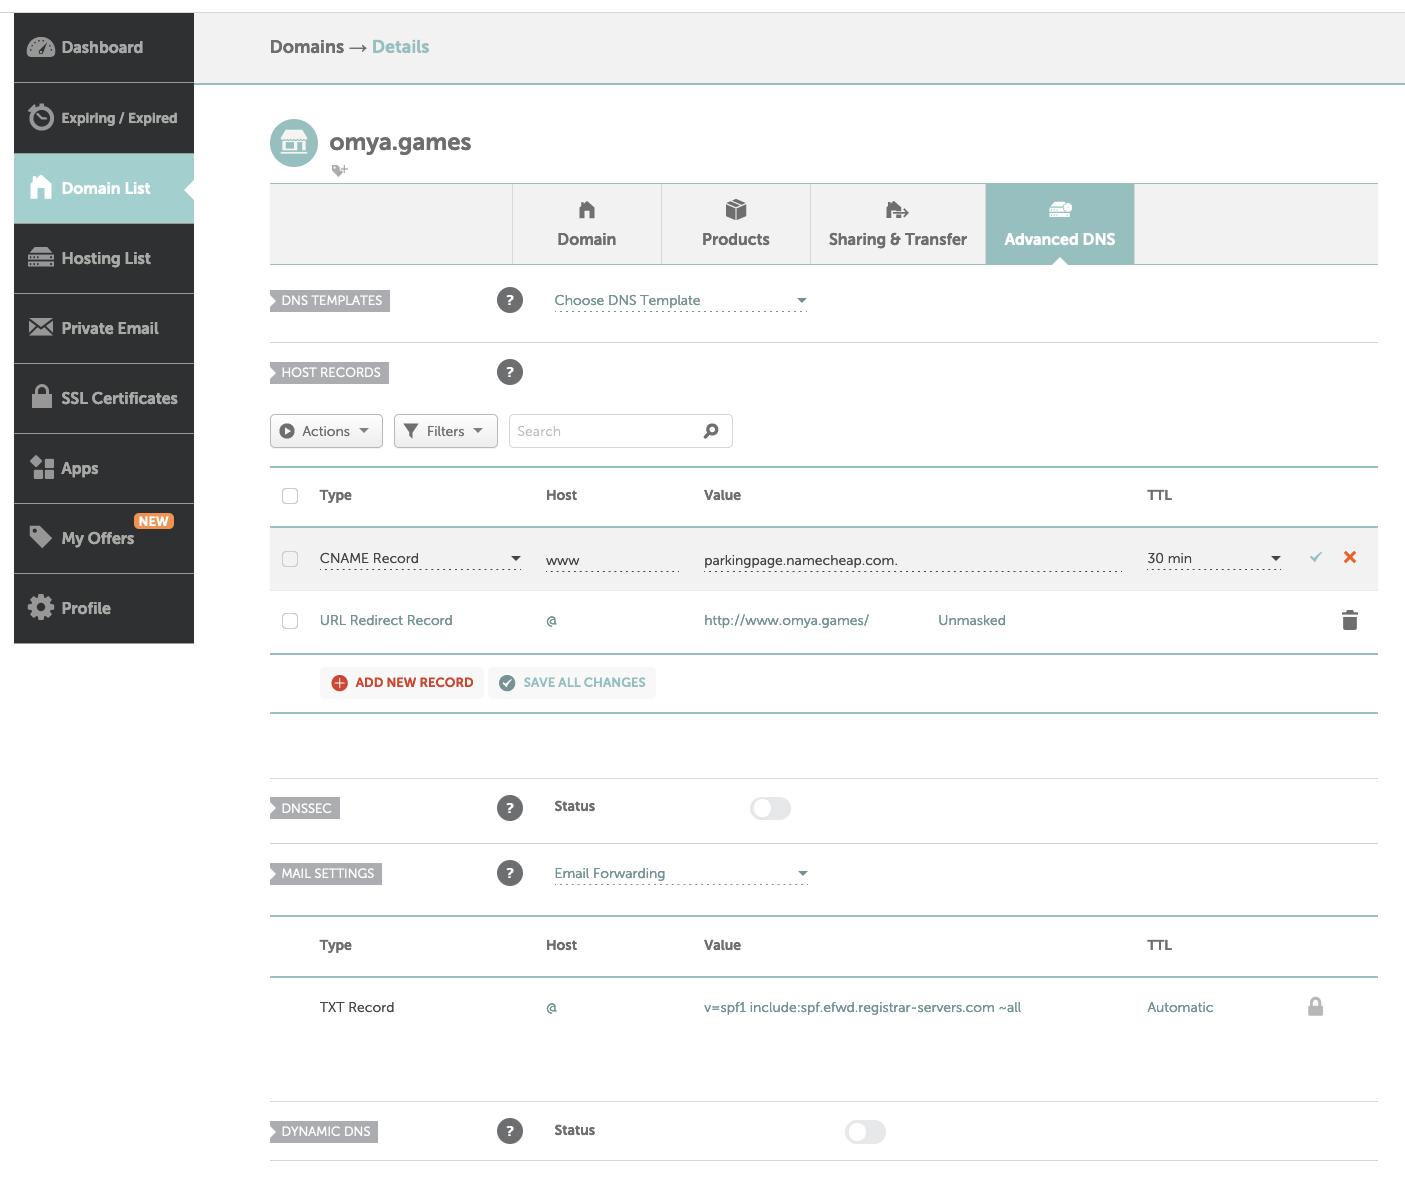 Dashboard
Expiring / Expired
Domain List
Hosting List
Private Email
SSL Certificates
Apps
NEW
My Offers
Profile
Domains → Details
omya.games
Domain Products Sharing & Transfer Advanced DNS
DNS TEMPLATES ? Choose DNS Template
HOST RECORDS ?
Actions Filters Search
Type Host Value TTL
CNAME Record www parkingpage.namecheap.com. 30 min
URL Redirect Record @ http://www.omya.games/ Unmasked
ADD NEW RECORD SAVE ALL CHANGES
DNSSEC ? Status
MAIL SETTINGS ? Email Forwarding
Type Host Value TTL
TXT Record @ v=spf1 include:spf.efwd.registrar-servers.com ~all Automatic
DYNAMIC DNS ? Status